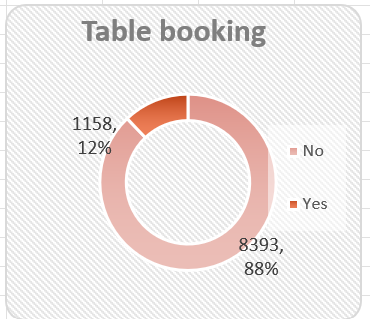 Table booking
1158,
12%
No
Yes
8393,
88%